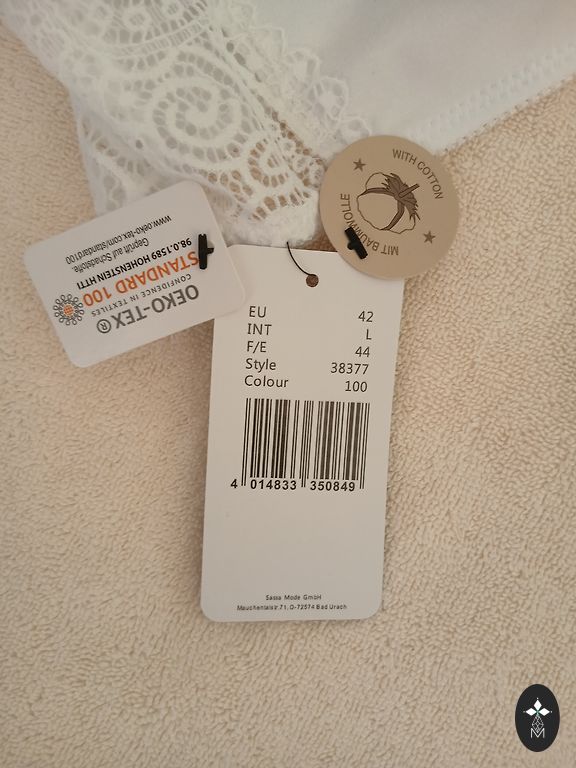 WITH COTTON
MIT BAUMWOLLE
OEKO-TEX®
CONFIDENCE IN TEXTILES
STANDARD 100
98.0.1589 HOHENSTEIN HTTI
Geprüft auf Schadstoffe
www.oeko-tex.com/standard100
EU 42
INT L
F/E 44
Style 38377
Colour 100
4 014833 350849
Sassa Mode GmbH
Mauchentalstr.71, D-72574 Bad Urach
M